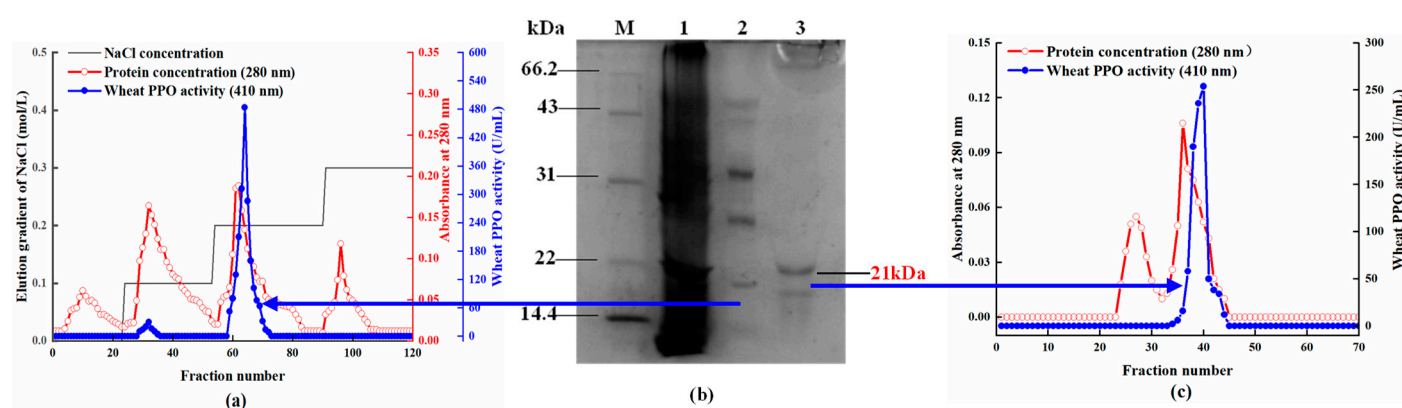 NaCl concentration
Protein concentration (280 nm)
Wheat PPO activity (410 nm)
Elution gradient of NaCl (mol/L)
0.5
0.4
0.3
0.2
0.1
0.0
0 20 40 60 80 100 120
Fraction number
0.35
0.30
0.25
0.20
0.15
0.10
0.05
0.00
Absorbance at 280 nm
600
540
480
420
360
300
240
180
120
60
0
Wheat PPO activity (U/mL)
(a)
kDa M 1 2 3
66.2
43
31
22
14.4
21kDa
(b)
Protein concentration (280 nm)
Wheat PPO activity (410 nm)
Absorbance at 280 nm
0.15
0.12
0.09
0.06
0.03
0.00
0 10 20 30 40 50 60 70
Fraction number
300
250
200
150
100
50
0
Wheat PPO activity (U/mL)
(c)